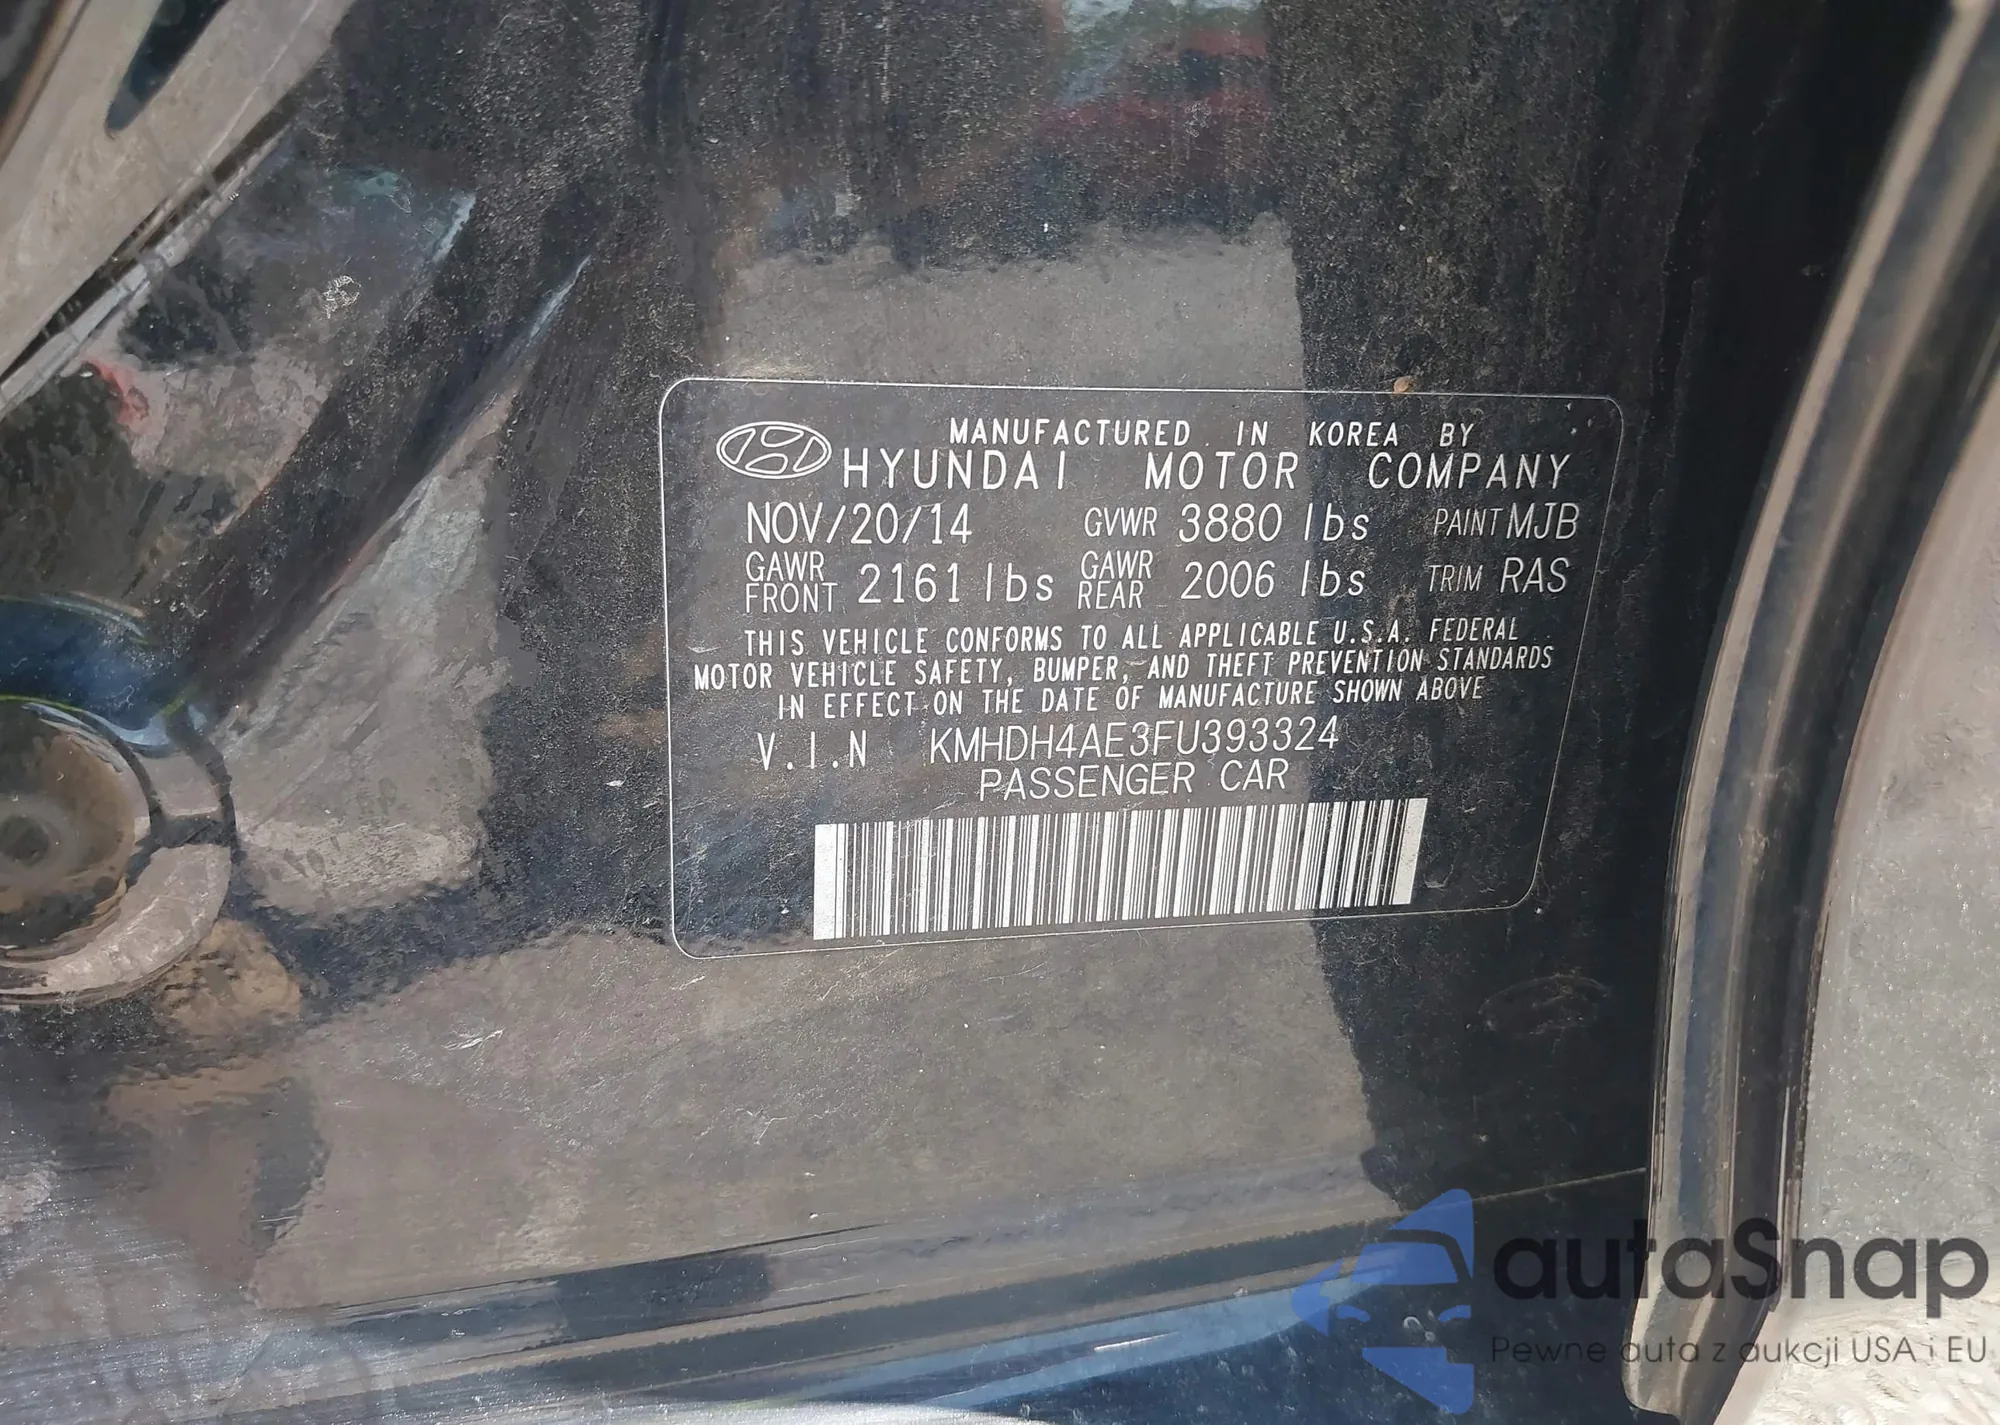 MANUFACTURED IN KOREA BY
HYUNDAI MOTOR COMPANY
NOV/20/14 GVWR 3880 lbs PAINT MJB
GAWR FRONT 2161 lbs GAWR REAR 2006 lbs TRIM RAS
THIS VEHICLE CONFORMS TO ALL APPLICABLE U.S.A. FEDERAL
MOTOR VEHICLE SAFETY, BUMPER, AND THEFT PREVENTION STANDARDS
IN EFFECT ON THE DATE OF MANUFACTURE SHOWN ABOVE
V.I.N KMHDH4AE3FU393324
PASSENGER CAR
autaSnap
Pewne auta z aukcji USA i EU